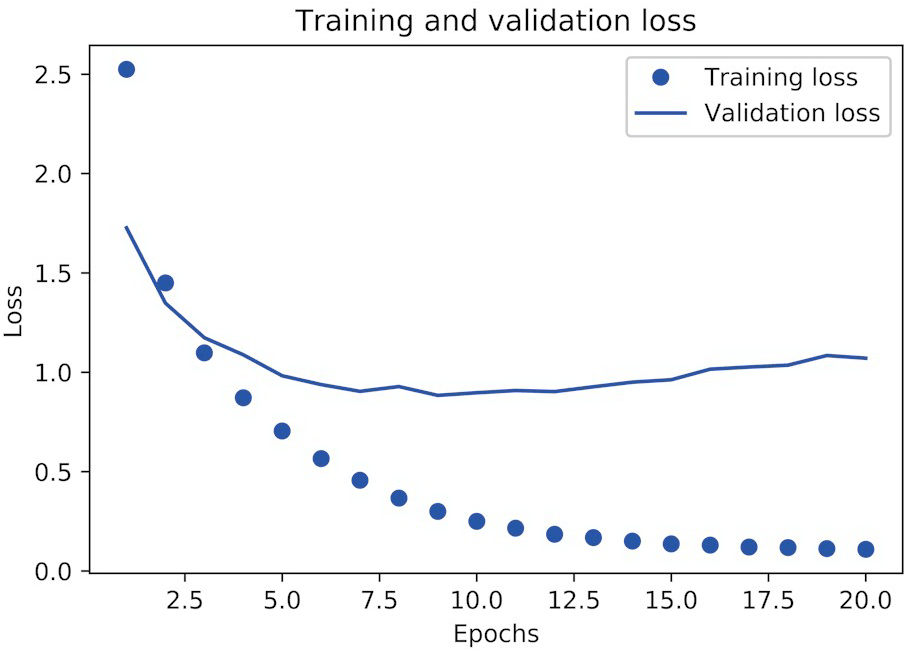 Training and validation loss
Training loss
Validation loss
2.5
2.0
1.5
1.0
0.5
0.0
Loss
2.5 5.0 7.5 10.0 12.5 15.0 17.5 20.0
Epochs